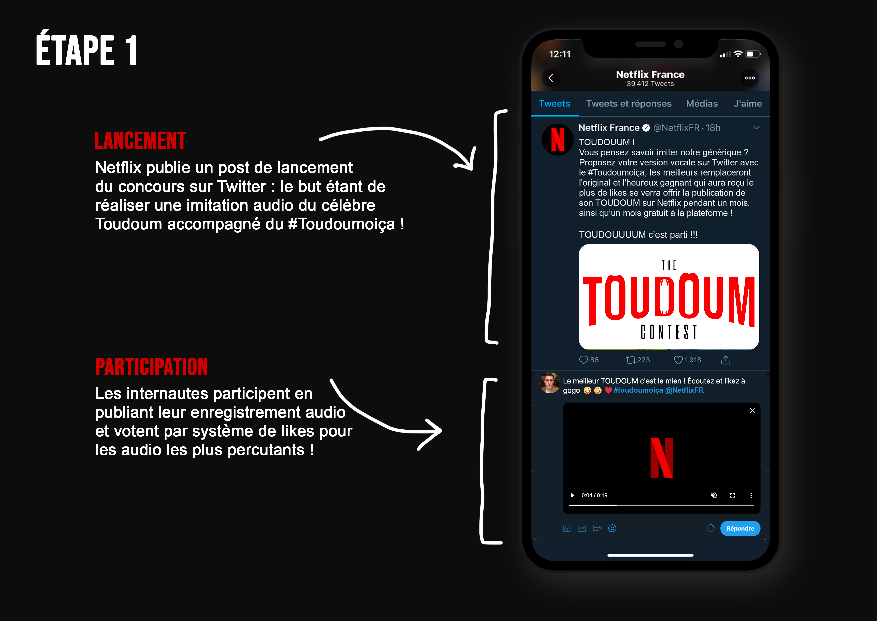 ÉTAPE 1
LANCEMENT
Netflix publie un post de lancement
du concours sur Twitter : le but étant de
réaliser une imitation audio du célèbre
Toudoum accompagné du #Toudoumoiça !
PARTICIPATION
Les internautes participent en
publiant leur enregistrement audio
et votent par système de likes pour
les audio les plus percutants !
12:11
Netflix France
39 412 Tweets
Tweets Tweets et réponses Médias J'aime
Netflix France @NetflixFR · 18h
TOUDOUM !
Vous pensez savoir imiter notre générique ?
Proposez votre version vocale sur Twitter avec
le #Toudoumoiça, les meilleurs remplaceront
l'original et l'heureux gagnant qui aura reçu le
plus de likes se verra offrir la publication de
son TOUDOUM sur Netflix pendant un mois,
ainsi qu'un mois gratuit à la plateforme !
TOUDOUUUUM c'est parti !!!
THE
TOUDOUM
CONTEST
223
1 918
Le meilleur TOUDOUM c'est le mien ! Écoutez et likez à
gogo 🤣 🤣 ❤️ #toudoumoiça @NetflixFR
0:04 / 0:19
Répondre